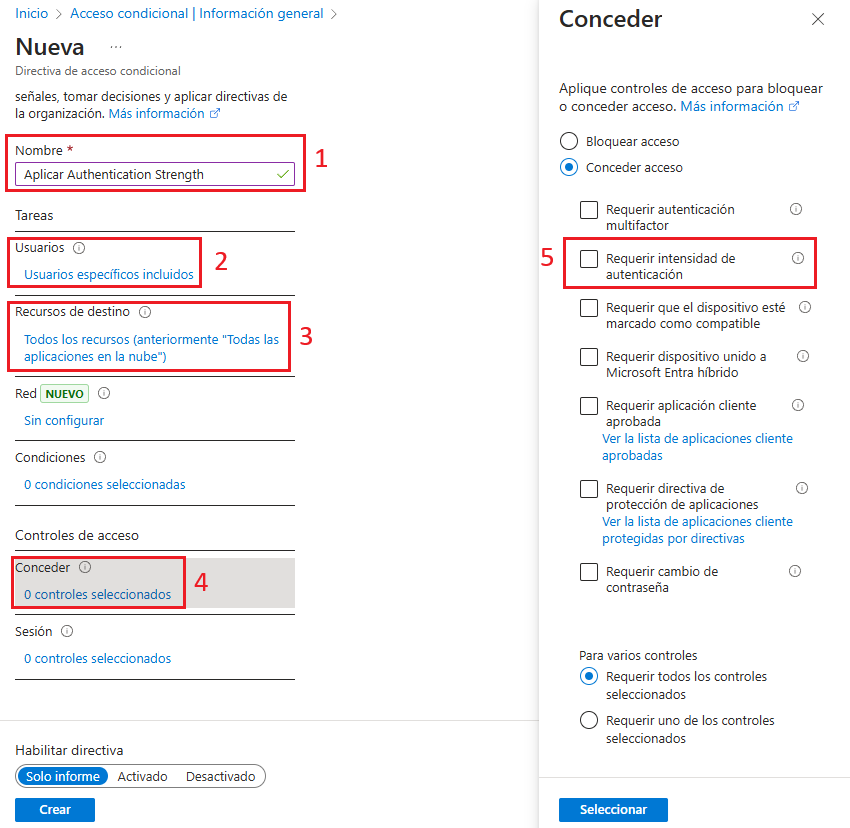 Inicio > Acceso condicional | Información general >
Nueva ...
Directiva de acceso condicional
señales, tomar decisiones y aplicar directivas de
la organización. Más información
Nombre *
Aplicar Authentication Strength
1
Tareas
Usuarios
Usuarios específicos incluidos
2
Recursos de destino
Todos los recursos (anteriormente "Todas las
aplicaciones en la nube")
3
Red NUEVO
Sin configurar
Condiciones
0 condiciones seleccionadas
Controles de acceso
Conceder
0 controles seleccionados
4
Sesión
0 controles seleccionados
Habilitar directiva
Solo informe Activado Desactivado
Crear
Conceder
Aplique controles de acceso para bloquear
o conceder acceso. Más información
Bloquear acceso
Conceder acceso
Requerir autenticación
multifactor
5
Requerir intensidad de
autenticación
Requerir que el dispositivo esté
marcado como compatible
Requerir dispositivo unido a
Microsoft Entra híbrido
Requerir aplicación cliente
aprobada
Ver la lista de aplicaciones cliente
aprobadas
Requerir directiva de
protección de aplicaciones
Ver la lista de aplicaciones cliente
protegidas por directivas
Requerir cambio de
contraseña
Para varios controles
Requerir todos los controles
seleccionados
Requerir uno de los controles
seleccionados
Seleccionar